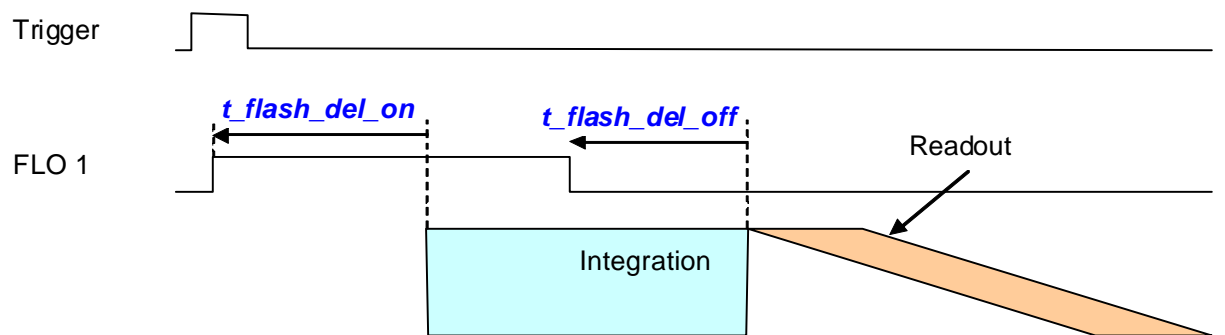 Trigger
t_flash_del_on
t_flash_del_off
FLO 1
Readout
Integration